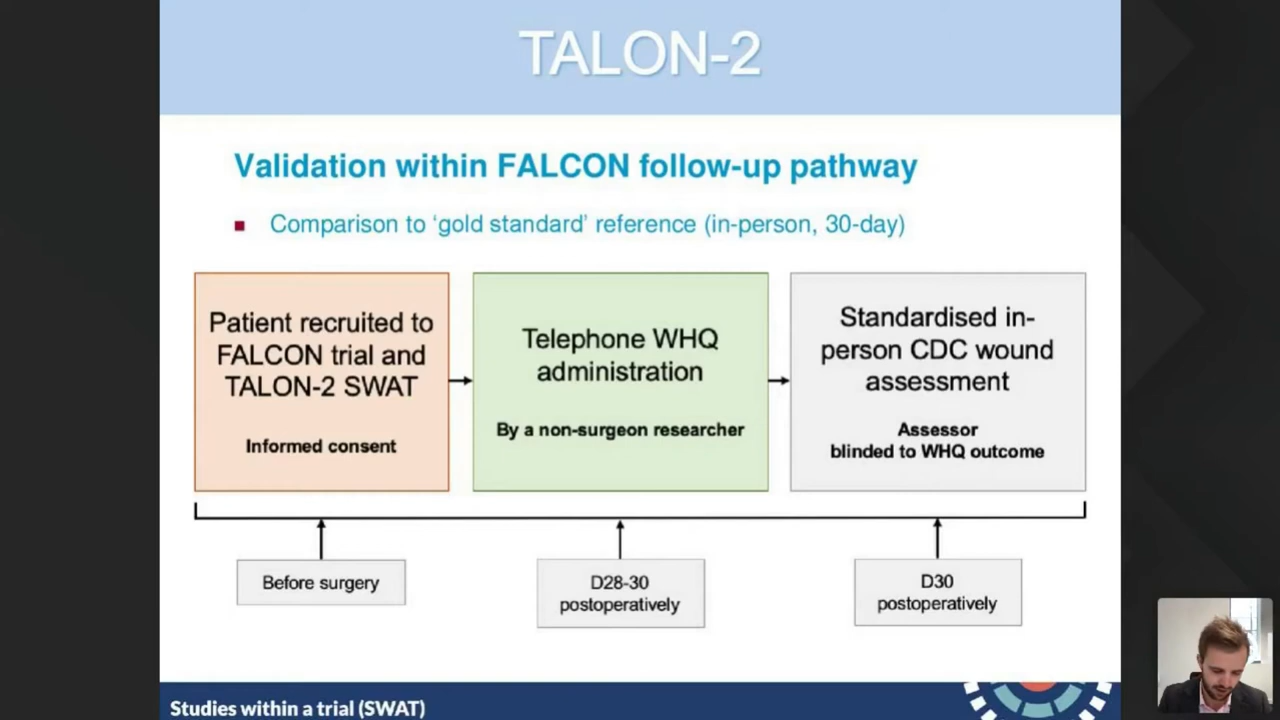 TALON-2
Validation within FALCON follow-up pathway
Comparison to ‘gold standard’ reference (in-person, 30-day)
Patient recruited to
FALCON trial and
TALON-2 SWAT
Informed consent
Telephone WHQ
administration
By a non-surgeon researcher
Standardised in-
person CDC wound
assessment
Assessor
blinded to WHQ outcome
Before surgery
D28-30
postoperatively
D30
postoperatively
Studies within a trial (SWAT)